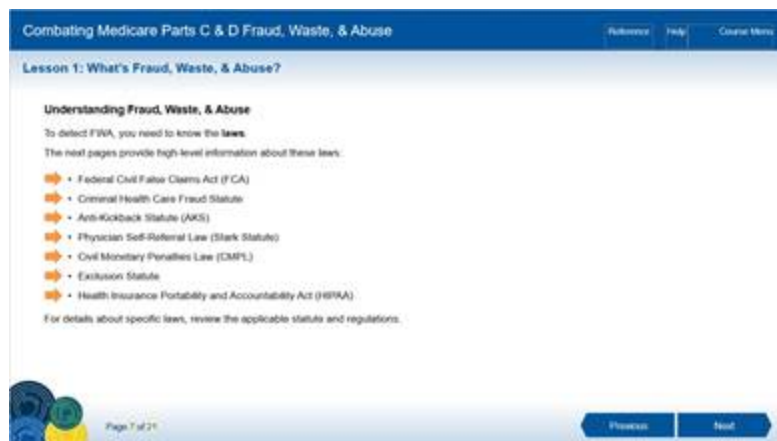 Combating Medicare Parts C & D Fraud, Waste, & Abuse
Reference Help Course Menu
Lesson 1: What's Fraud, Waste, & Abuse?
Understanding Fraud, Waste, & Abuse
To detect FWA, you need to know the laws.
The next pages provide high-level information about these laws:
• Federal Civil False Claims Act (FCA)
• Criminal Health Care Fraud Statute
• Anti-Kickback Statute (AKS)
• Physician Self-Referral Law (Stark Statute)
• Civil Monetary Penalties Law (CMPL)
• Exclusion Statute
• Health Insurance Portability and Accountability Act (HIPAA)
For details about specific laws, review the applicable statute and regulations.
Page 7 of 21
Previous Next